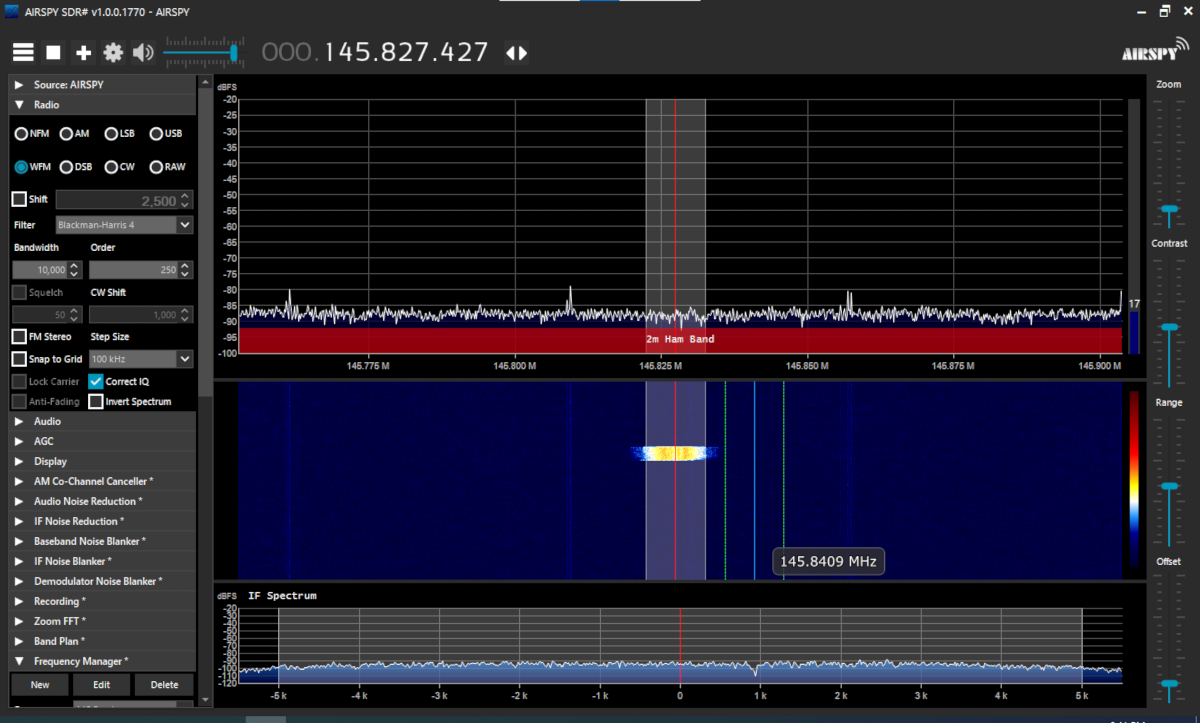 AIRSPY SDR# v1.0.0.1770 - AIRSPY
000.145.827.427
AIRSPY
Source: AIRSPY
Radio
NFM AM LSB USB
WFM DSB CW RAW
Shift 2,500
Filter Blackman-Harris 4
Bandwidth Order
10,000 250
Squelch CW Shift
50 1,000
FM Stereo Step Size
Snap to Grid 100 kHz
Lock Carrier Correct IQ
Anti-Fading Invert Spectrum
Audio
AGC
Display
AM Co-Channel Canceller *
Audio Noise Reduction *
IF Noise Reduction *
Baseband Noise Blanker *
IF Noise Blanker *
Demodulator Noise Blanker *
Recording *
Zoom FFT *
Band Plan *
Frequency Manager *
New Edit Delete
dBFS
-20
-25
-30
-35
-40
-45
-50
-55
-60
-65
-70
-75
-80
-85
-90
-95
-100
2m Ham Band
17
145.775 M 145.800 M 145.825 M 145.850 M 145.875 M 145.900 M
145.8409 MHz
dBFS IF Spectrum
-20
-30
-40
-50
-60
-70
-80
-90
-100
-110
-120
-5 k -4 k -3 k -2 k -1 k 0 1 k 2 k 3 k 4 k 5 k
Zoom
Contrast
Range
Offset